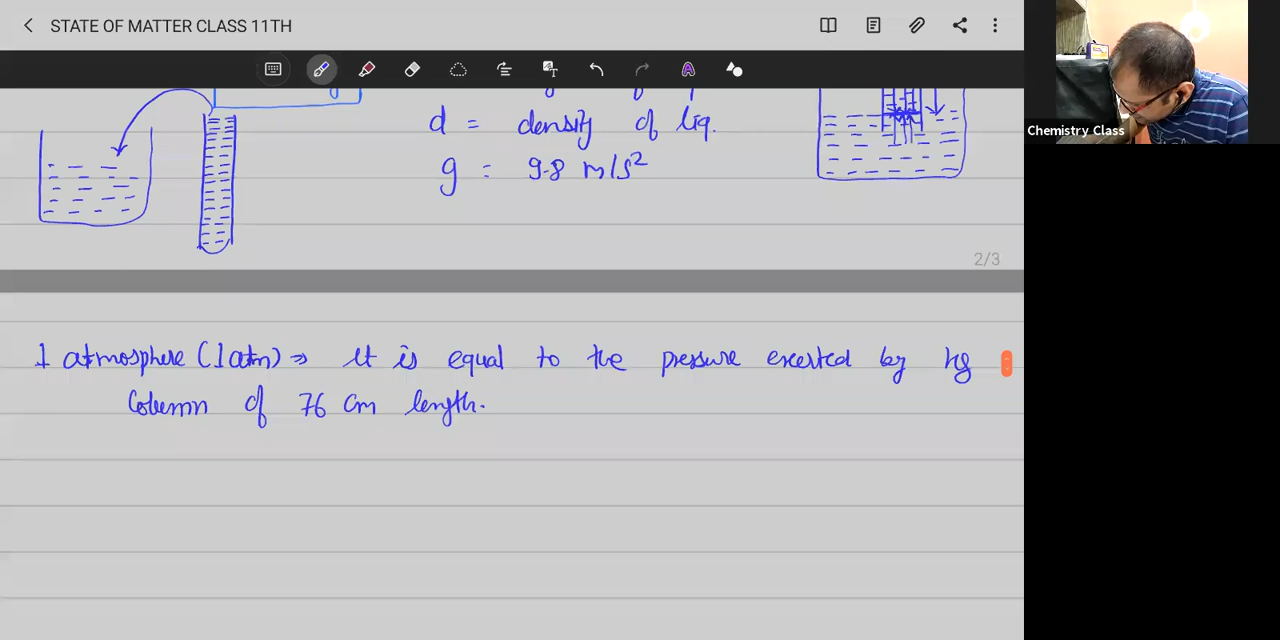 STATE OF MATTER CLASS 11TH
Chemistry Class
d = density of liq.
g = 9.8 m/s²
2/3
1 atmosphere (1 atm) ⇒ It is equal to the pressure exerted by hg
Column of 76 cm length.